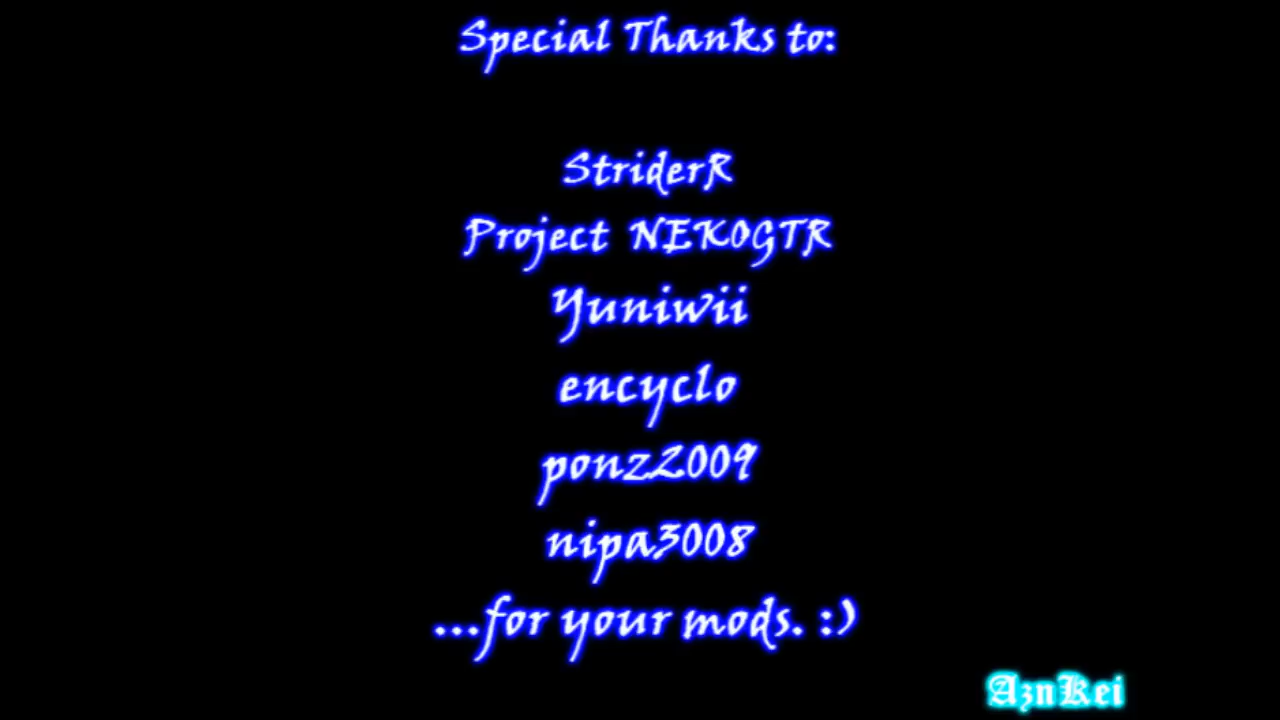 Special Thanks to:
StriderR
Project NEKOGTR
Yuniwii
encyclo
ponz2009
nipa3008
...for your mods. :)
AznKei